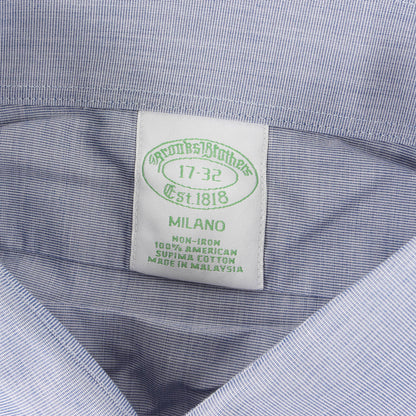 Brooks Brothers
17-32
Est. 1818
MILANO
NON-IRON
100% AMERICAN
SUPIMA COTTON
MADE IN MALAYSIA